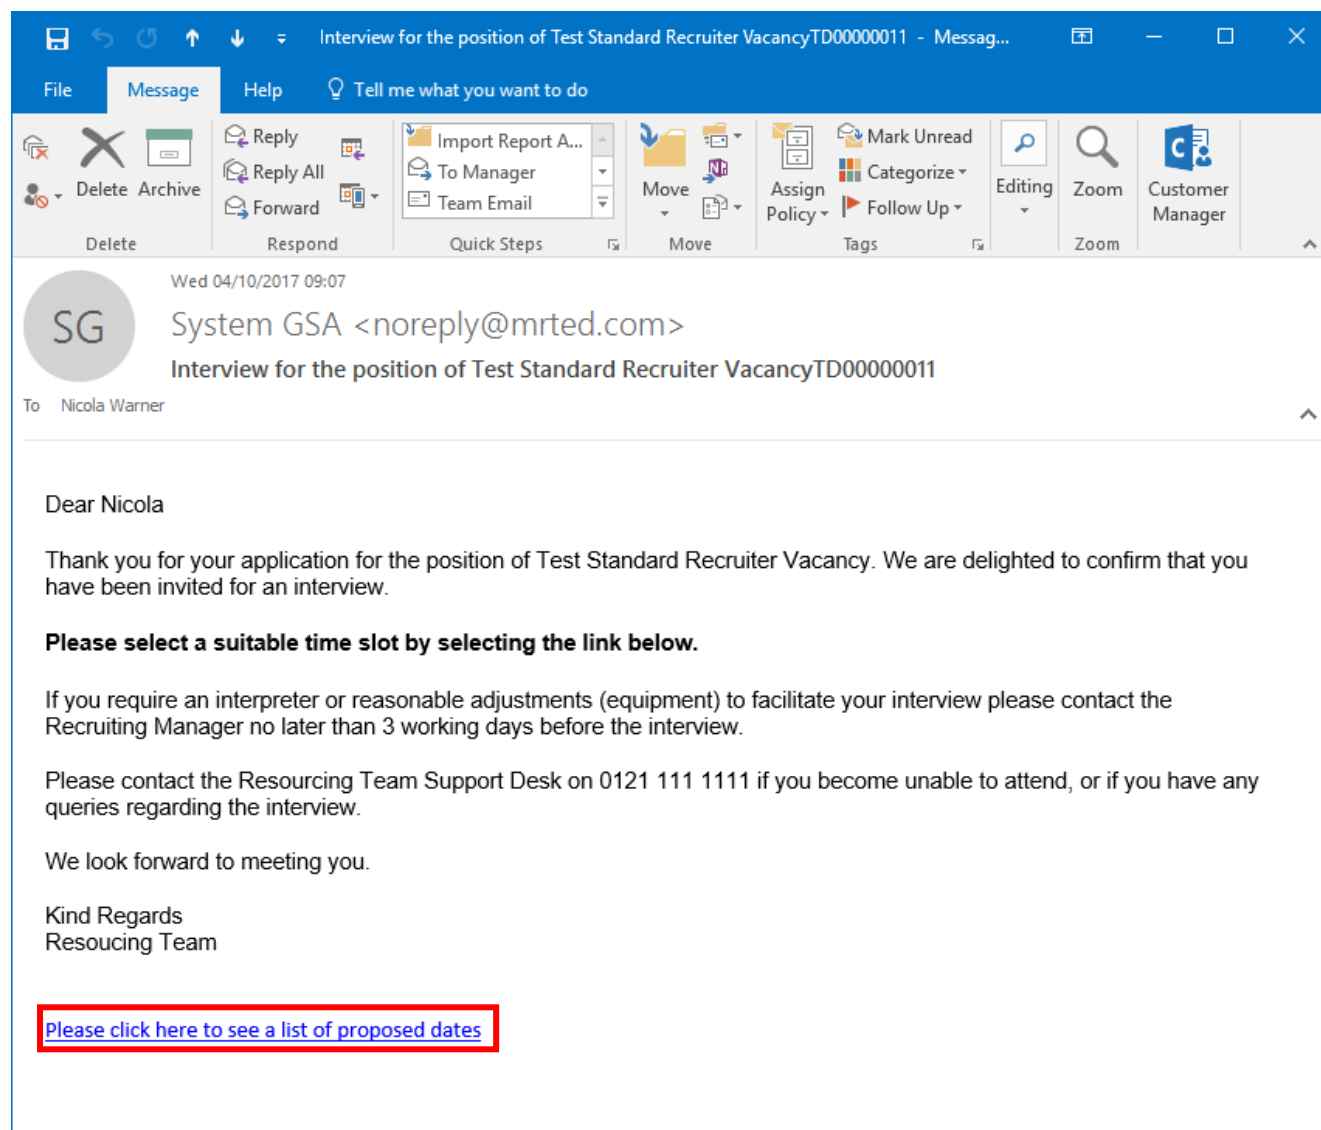 Interview for the position of Test Standard Recruiter VacancyTD00000011 - Messag...
File Message Help Tell me what you want to do
Delete Archive
Reply
Reply All
Forward
Import Report A...
To Manager
Team Email
Move
Assign Policy
Mark Unread
Categorize
Follow Up
Editing
Zoom
Customer Manager
Delete Respond Quick Steps Move Tags Zoom
Wed 04/10/2017 09:07
SG
System GSA <noreply@mrted.com>
Interview for the position of Test Standard Recruiter VacancyTD00000011
To Nicola Warner
Dear Nicola
Thank you for your application for the position of Test Standard Recruiter Vacancy. We are delighted to confirm that you
have been invited for an interview.
Please select a suitable time slot by selecting the link below.
If you require an interpreter or reasonable adjustments (equipment) to facilitate your interview please contact the
Recruiting Manager no later than 3 working days before the interview.
Please contact the Resourcing Team Support Desk on 0121 111 1111 if you become unable to attend, or if you have any
queries regarding the interview.
We look forward to meeting you.
Kind Regards
Resoucing Team
Please click here to see a list of proposed dates